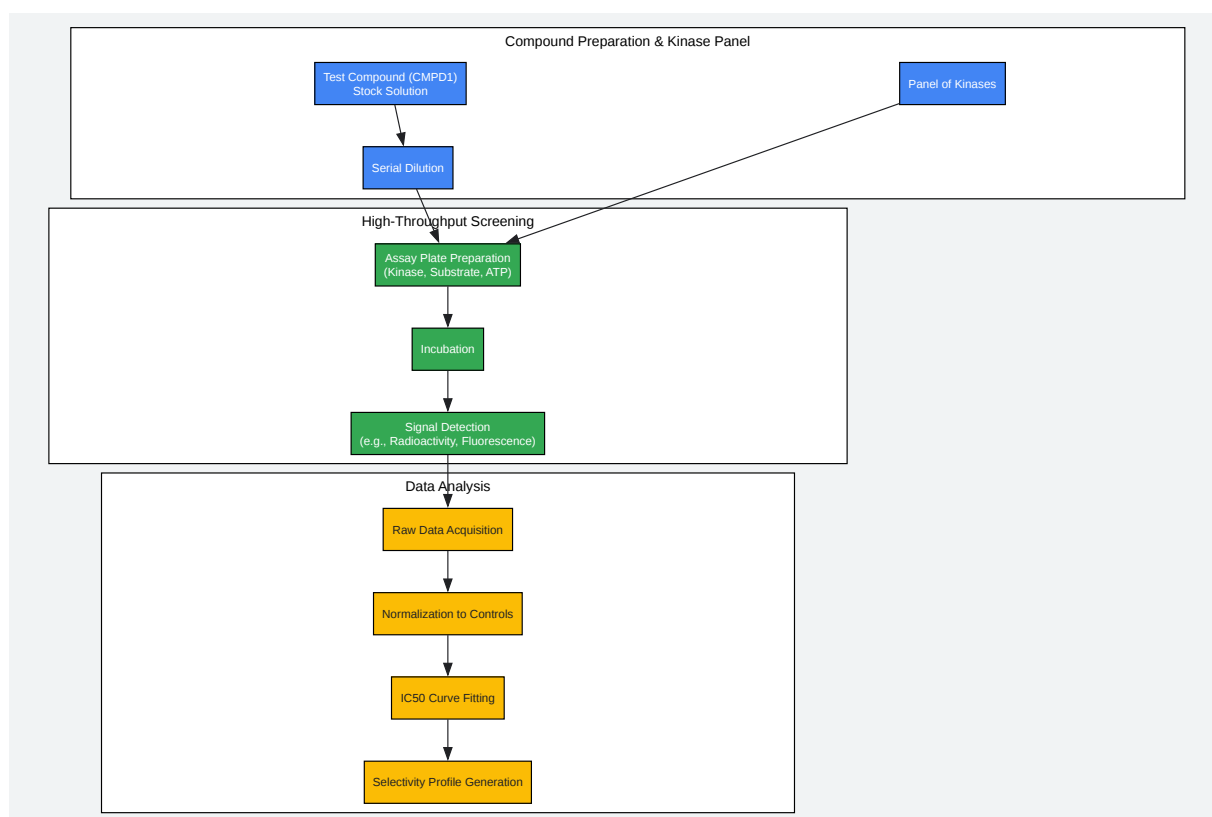 Compound Preparation & Kinase Panel
Test Compound (CMPD1)
Stock Solution
Panel of Kinases
Serial Dilution
High-Throughput Screening
Assay Plate Preparation
(Kinase, Substrate, ATP)
Incubation
Signal Detection
(e.g., Radioactivity, Fluorescence)
Data Analysis
Raw Data Acquisition
Normalization to Controls
IC50 Curve Fitting
Selectivity Profile Generation